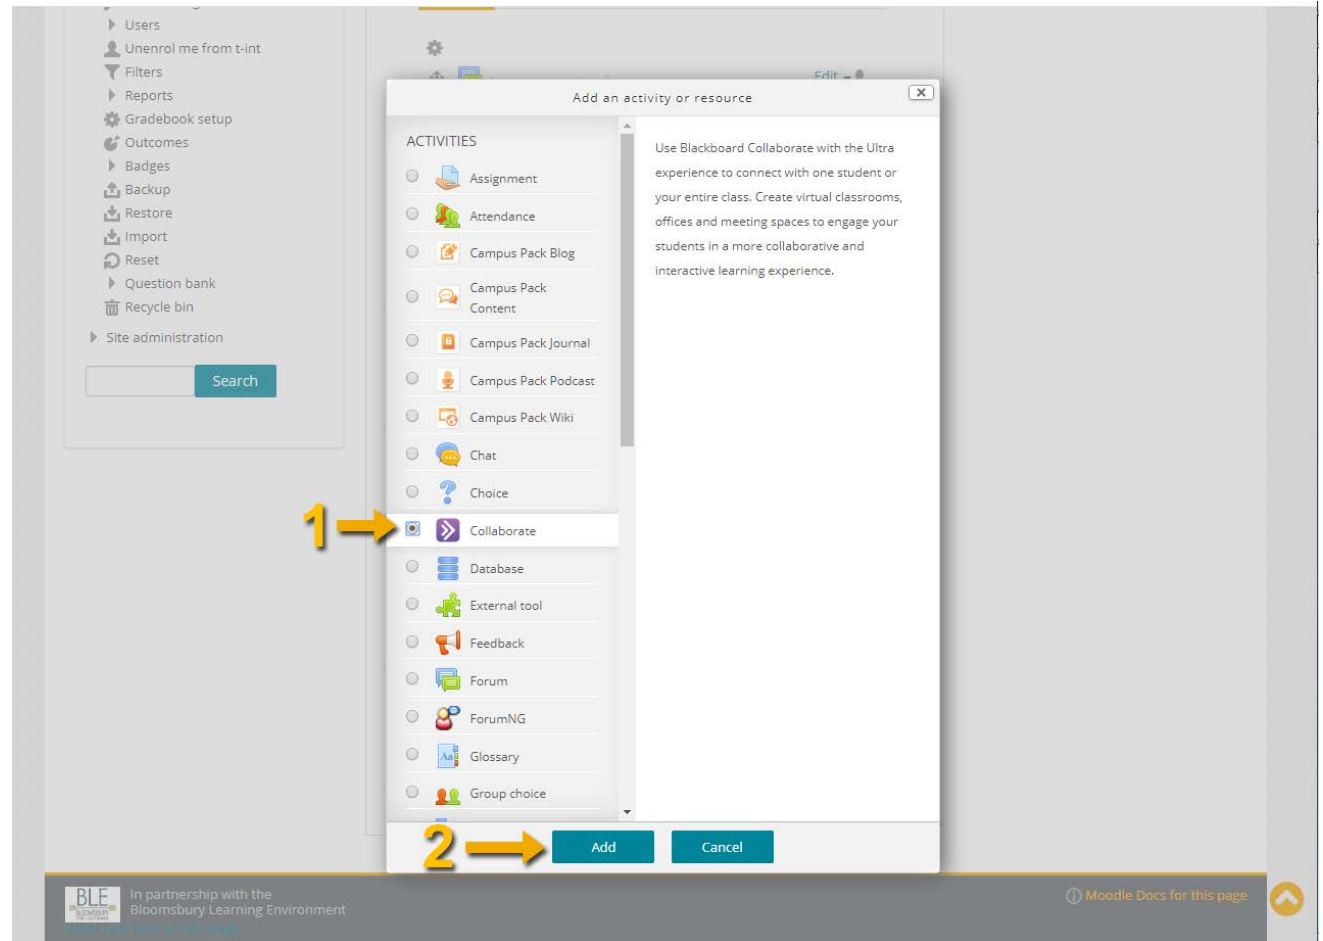 Users
Unenrol me from t-int
Filters
Reports
Gradebook setup
Outcomes
Badges
Backup
Restore
Import
Reset
Question bank
Recycle bin
Site administration
Search
Edit
Add an activity or resource
ACTIVITIES
Assignment
Attendance
Campus Pack Blog
Campus Pack
Content
Campus Pack Journal
Campus Pack Podcast
Campus Pack Wiki
Chat
Choice
1
Collaborate
Database
External tool
Feedback
Forum
ForumNG
Glossary
Group choice
Use Blackboard Collaborate with the Ultra
experience to connect with one student or
your entire class. Create virtual classrooms,
offices and meeting spaces to engage your
students in a more collaborative and
interactive learning experience.
2
Add
Cancel
BLE
In partnership with the
Bloomsbury Learning Environment
Moodle Docs for this page